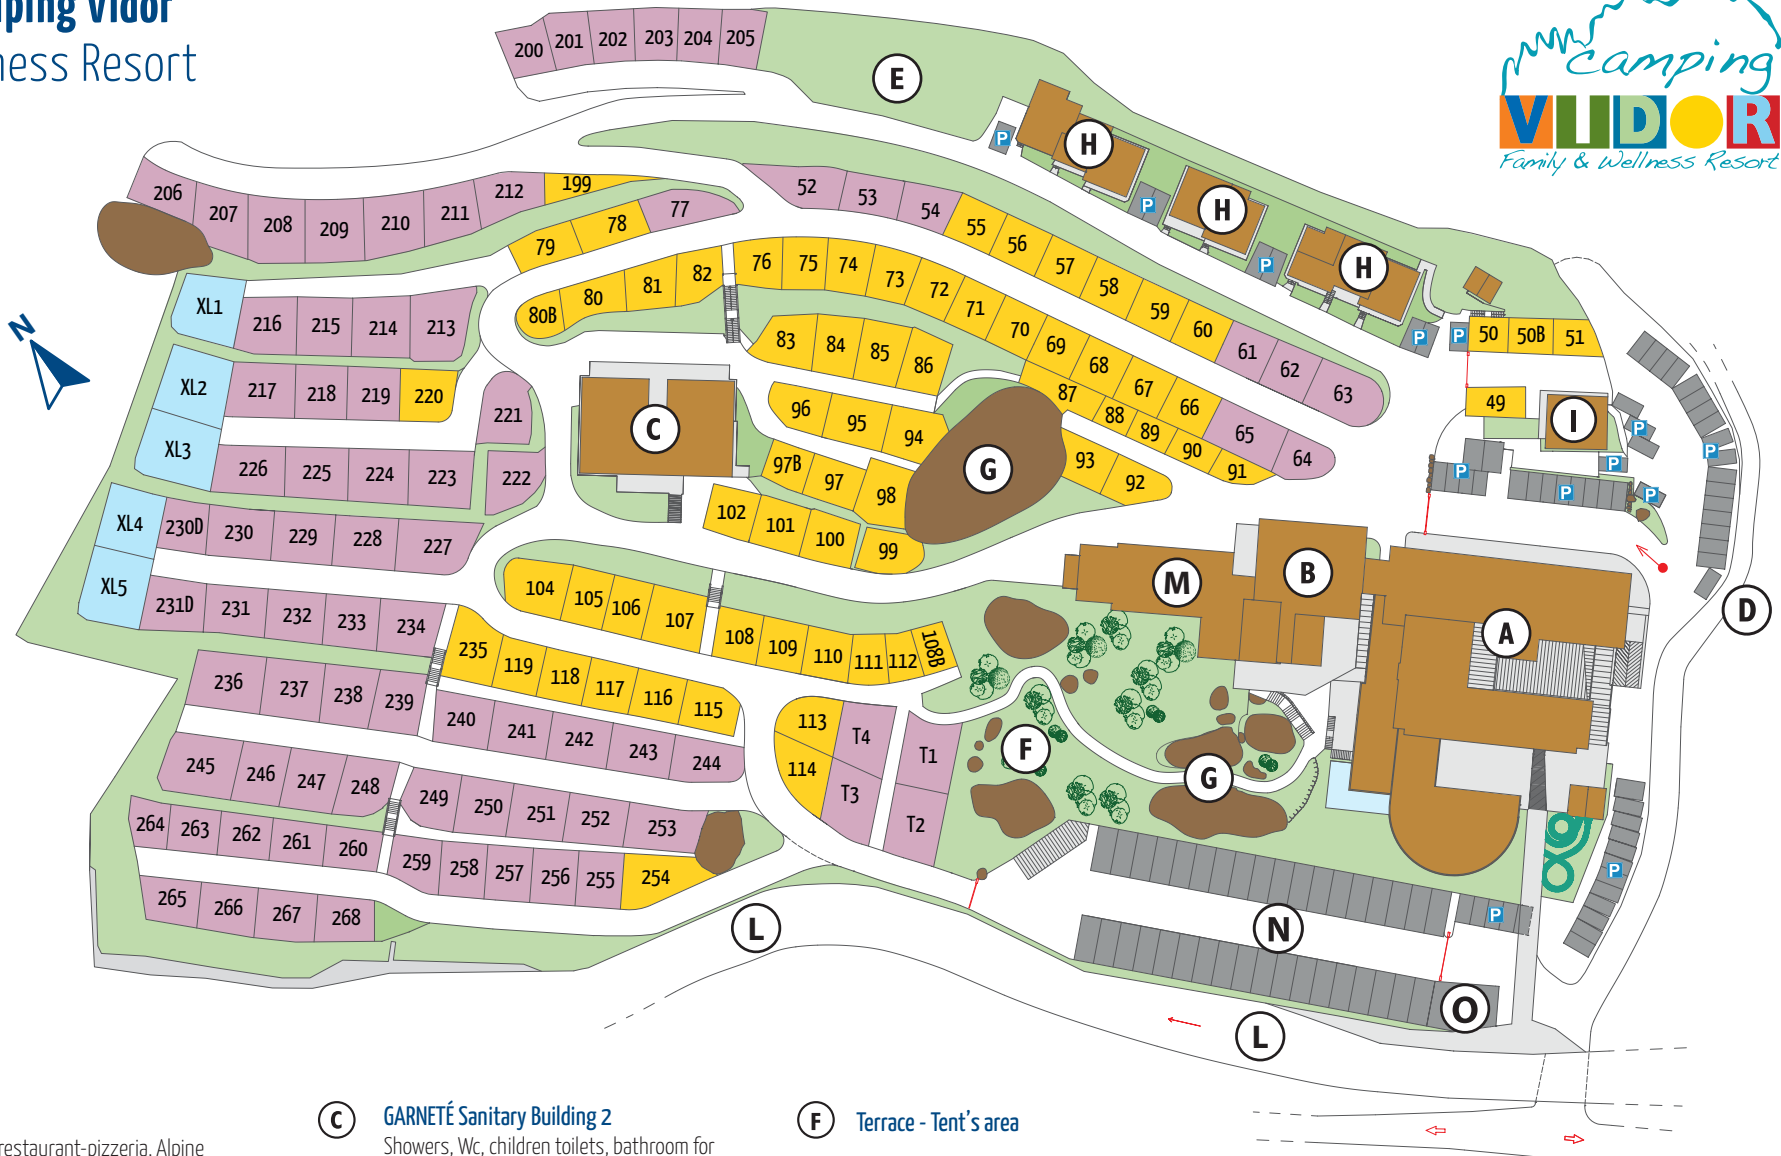 ping Vidor
ness Resort
camping
VIDOR
Family & Wellness Resort
N
200 201 202 203 204 205
E
H
H
H
P
P
P
P
P
206 207 208 209 210 211 212 199
79 78 77
52 53 54 55 56 57 58 59 60 61 62 63
80B 80 81 82
76 75 74 73 72 71 70 69 68 67 66 65 64
83 84 85 86
87 88 89 90 91
96 95 94
93 92
97B 97 98
102 101 100 99
C
G
XL1 216 215 214 213
XL2 217 218 219 220
221
XL3 226 225 224 223 222
XL4 230D 230 229 228 227
XL5 231D 231 232 233 234
P 50 50B 51
49
I
P
P
P
P
P
P
104 105 106 107
108 109 110 111 112 108B
235 119 118 117 116 115
236 237 238 239
240 241 242 243 244
113 T4 T1
114 T3 T2
M
B
A
D
F
G
245 246 247 248
249 250 251 252 253
264 263 262 261 260
259 258 257 256 255 254
265 266 267 268
L
N
P
P
O
L
C
GARNETÉ Sanitary Building 2
Showers, Wc, children toilets, bathroom for
F
Terrace - Tent's area
restaurant-pizzeria, Alpine